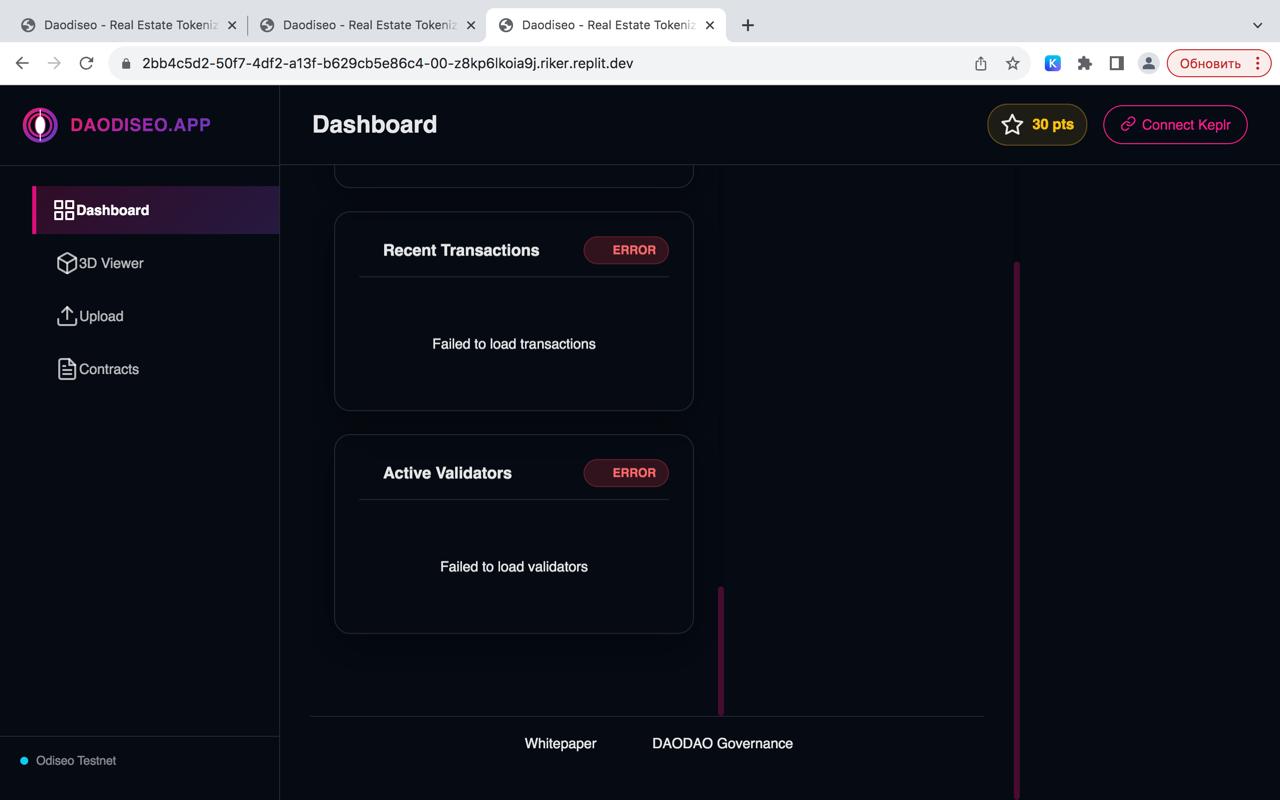 Daodiseo - Real Estate Tokeniz
Daodiseo - Real Estate Tokeniz
Daodiseo - Real Estate Tokeniz
2bb4c5d2-50f7-4df2-a13f-b629cb5e86c4-00-z8kp6lkoia9j.riker.replit.dev
K
Обновить
DAODISEO.APP
Dashboard
30 pts
Connect Keplr
Dashboard
3D Viewer
Upload
Contracts
Recent Transactions
ERROR
Failed to load transactions
Active Validators
ERROR
Failed to load validators
Whitepaper
DAODAO Governance
Odiseo Testnet